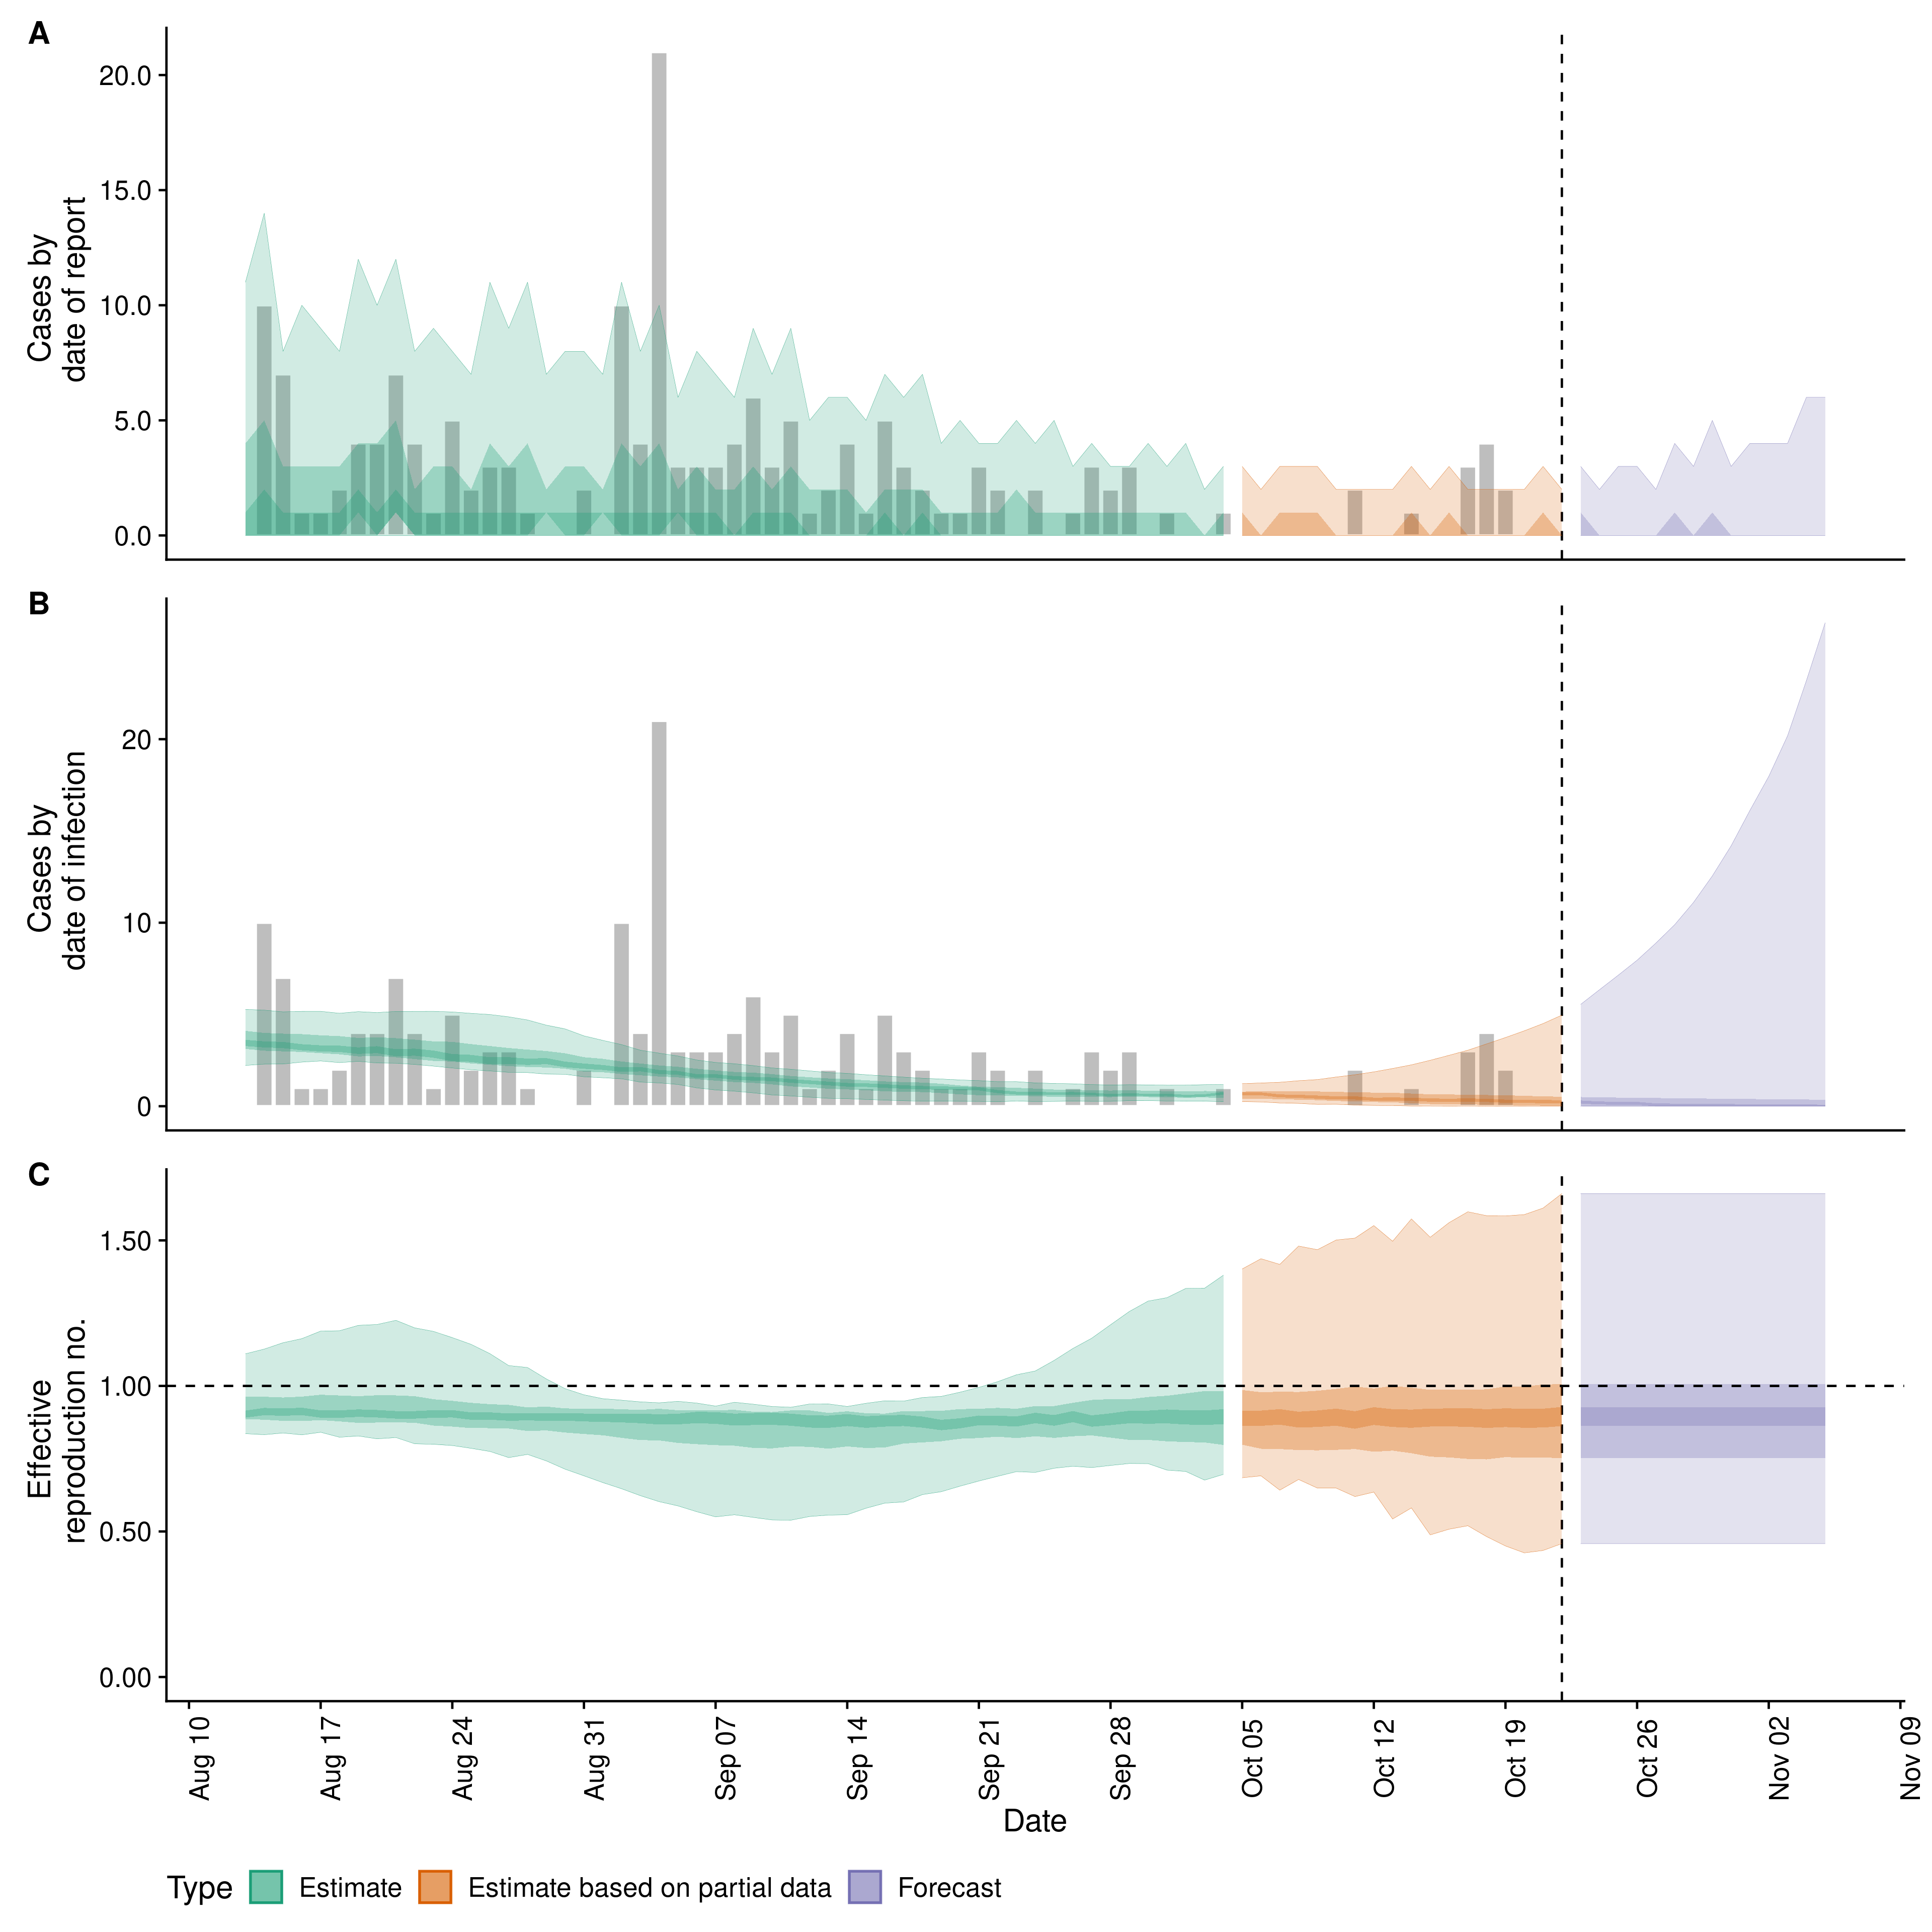 A
Cases by
date of report
20.0
15.0
10.0
5.0
0.0
B
Cases by
date of infection
20
10
0
C
Effective
reproduction no.
1.50
1.00
0.50
0.00
Aug 10
Aug 17
Aug 24
Aug 31
Sep 07
Sep 14
Sep 21
Sep 28
Oct 05
Oct 12
Oct 19
Oct 26
Nov 02
Nov 09
Date
Type Estimate Estimate based on partial data Forecast